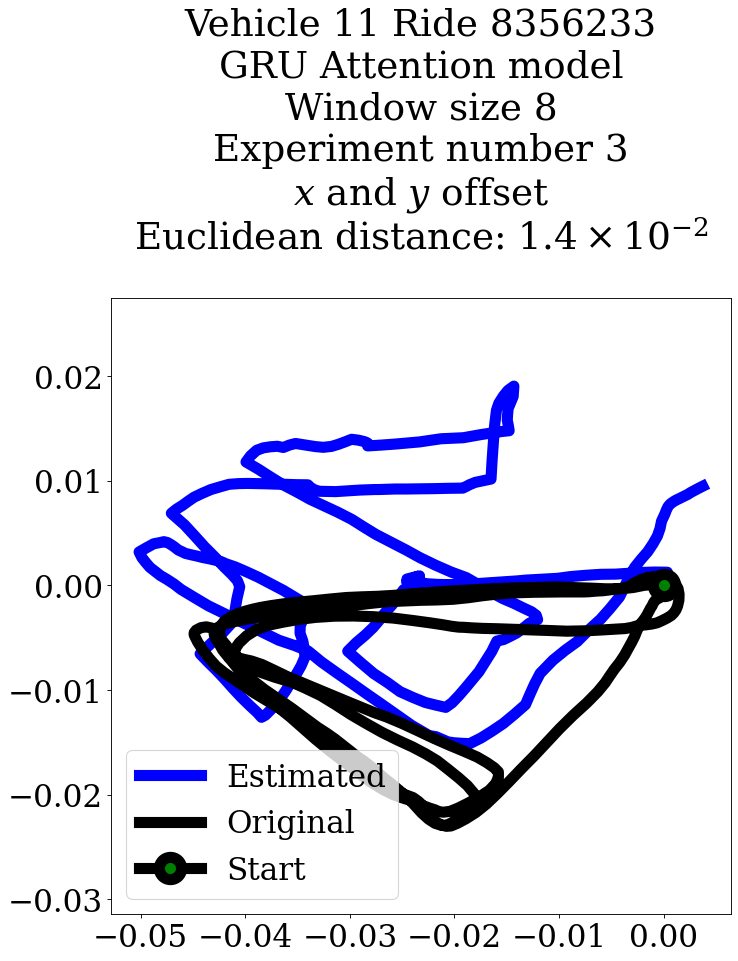 Vehicle 11 Ride 8356233
GRU Attention model
Window size 8
Experiment number 3
x and y offset
Euclidean distance: 1.4 × 10⁻²
0.02
0.01
0.00
−0.01
−0.02
−0.03
Estimated
Original
Start
−0.05 −0.04 −0.03 −0.02 −0.01 0.00